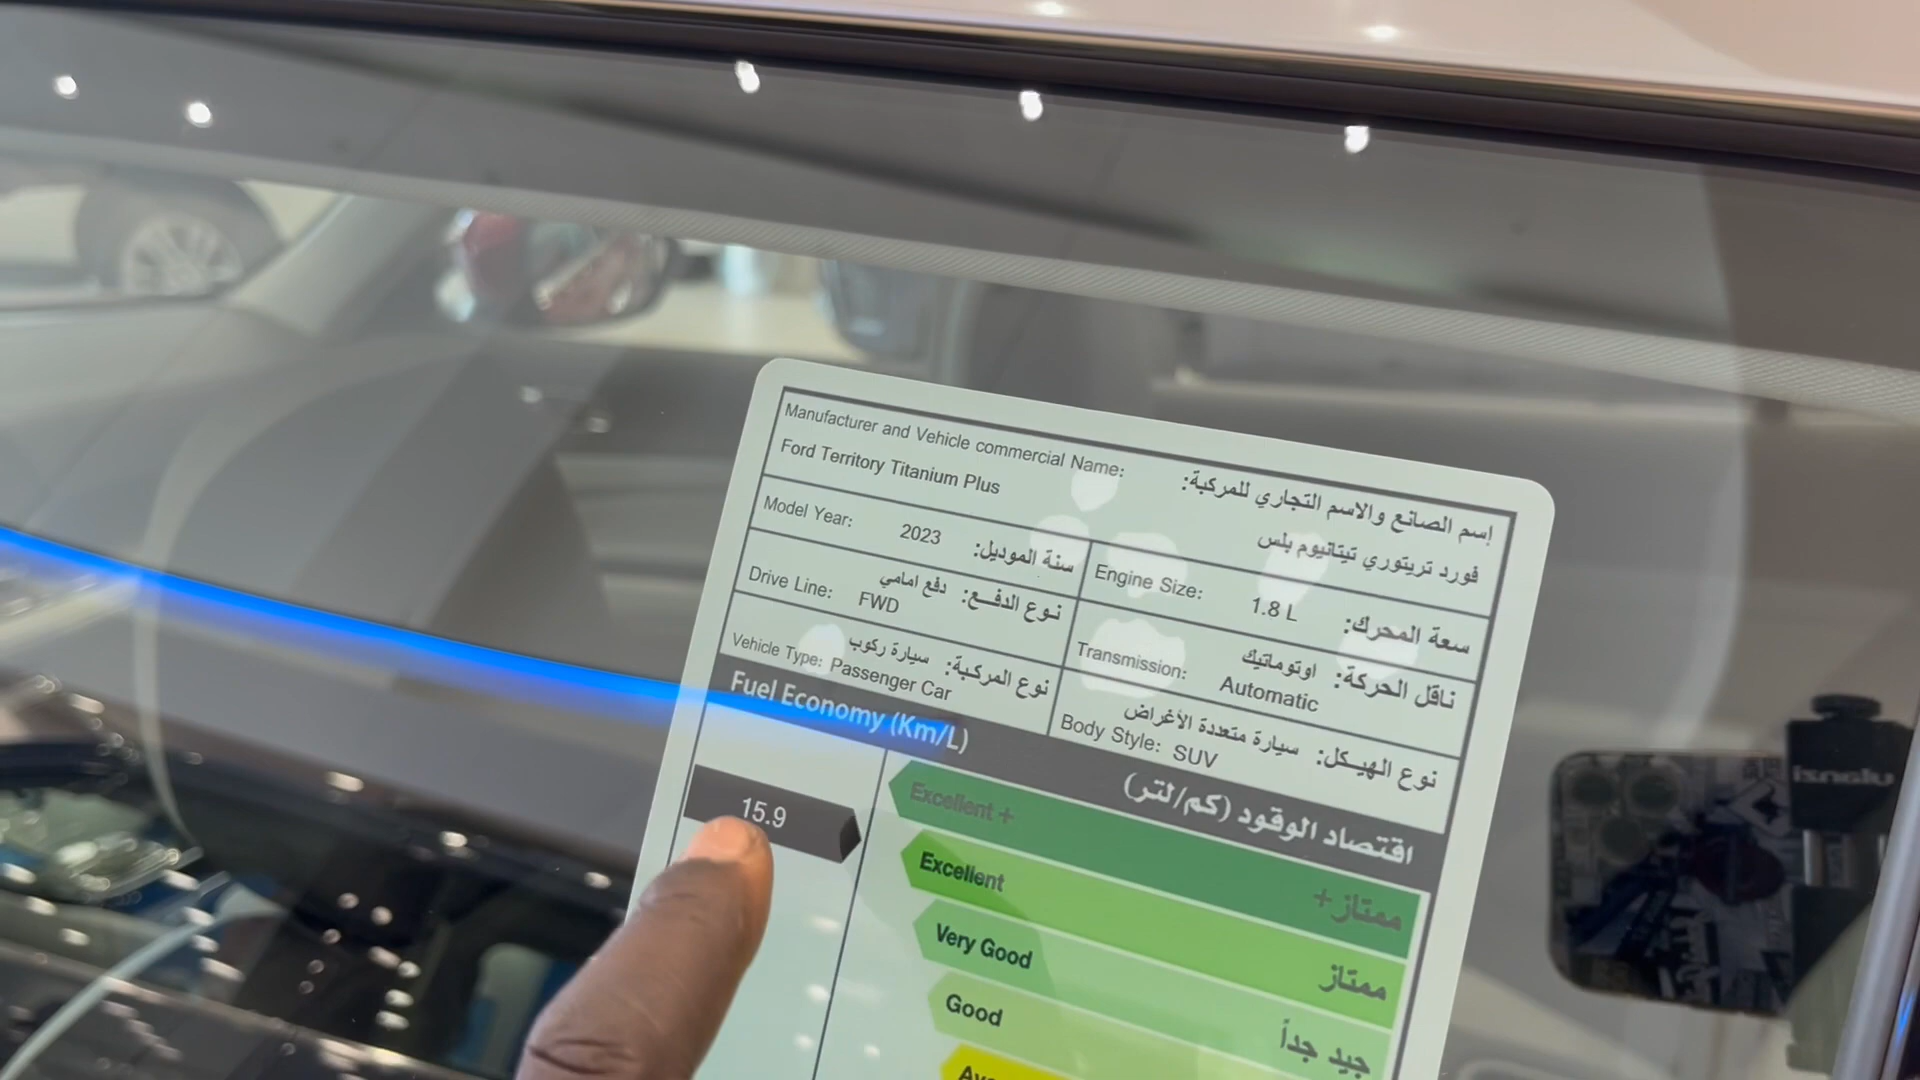 Manufacturer and Vehicle commercial Name:
إسم الصانع والاسم التجاري للمركبة:
Ford Territory Titanium Plus
فورد تريتوري تيتانيوم بلس
Model Year: 2023 سنة الموديل:
Engine Size: 1.8 L سعة المحرك:
Drive Line: FWD دفع امامي نوع الدفع:
Transmission: Automatic اوتوماتيك ناقل الحركة:
Vehicle Type: Passenger Car سيارة ركوب نوع المركبة:
Body Style: SUV سيارة متعددة الأغراض نوع الهيكل:
Fuel Economy (Km/L)
اقتصاد الوقود (كم/لتر)
15.9
Excellent + ممتاز+
Excellent ممتاز
Very Good جيد جداً
Good